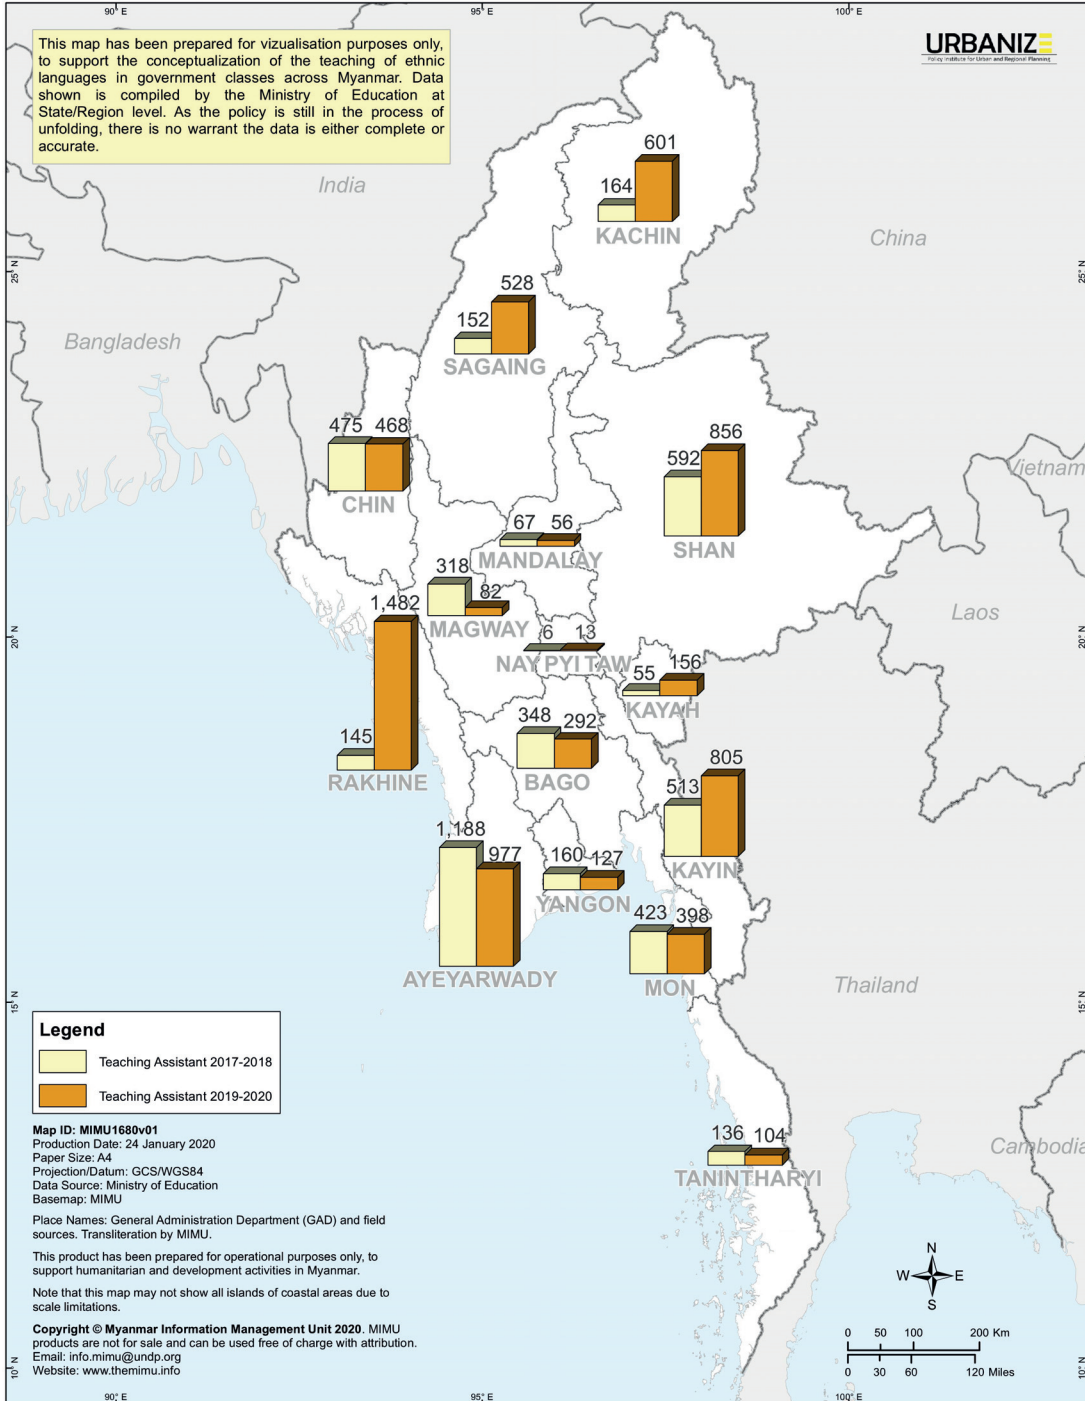 90° E
95° E
100° E
This map has been prepared for vizualisation purposes only,
to support the conceptualization of the teaching of ethnic
languages in government classes across Myanmar. Data
shown is compiled by the Ministry of Education at
State/Region level. As the policy is still in the process of
unfolding, there is no warrant the data is either complete or
accurate.
URBANIZE
Policy Institute for Urban and Regional Planning
India
601
164
KACHIN
China
25° N
25° N
528
152
SAGAING
Bangladesh
475
468
CHIN
856
592
SHAN
Vietnam
67
56
MANDALAY
318
82
MAGWAY
1,482
145
RAKHINE
Laos
20° N
20° N
6
13
NAY PYI TAW
55
156
KAYAH
348
292
BAGO
805
513
KAYIN
1,188
977
AYEYARWADY
160
127
YANGON
423
398
MON
Thailand
15° N
15° N
Legend
Teaching Assistant 2017-2018
Teaching Assistant 2019-2020
136
104
TANINTHARYI
Cambodia
Map ID: MIMU1680v01
Production Date: 24 January 2020
Paper Size: A4
Projection/Datum: GCS/WGS84
Data Source: Ministry of Education
Basemap: MIMU
Place Names: General Administration Department (GAD) and field
sources. Transliteration by MIMU.
This product has been prepared for operational purposes only, to
support humanitarian and development activities in Myanmar.
Note that this map may not show all islands of coastal areas due to
scale limitations.
Copyright © Myanmar Information Management Unit 2020. MIMU
products are not for sale and can be used free of charge with attribution.
Email: info.mimu@undp.org
Website: www.themimu.info
N
W E
S
0 50 100 200 Km
0 30 60 120 Miles
10° N
10° N
90° E
95° E
100° E